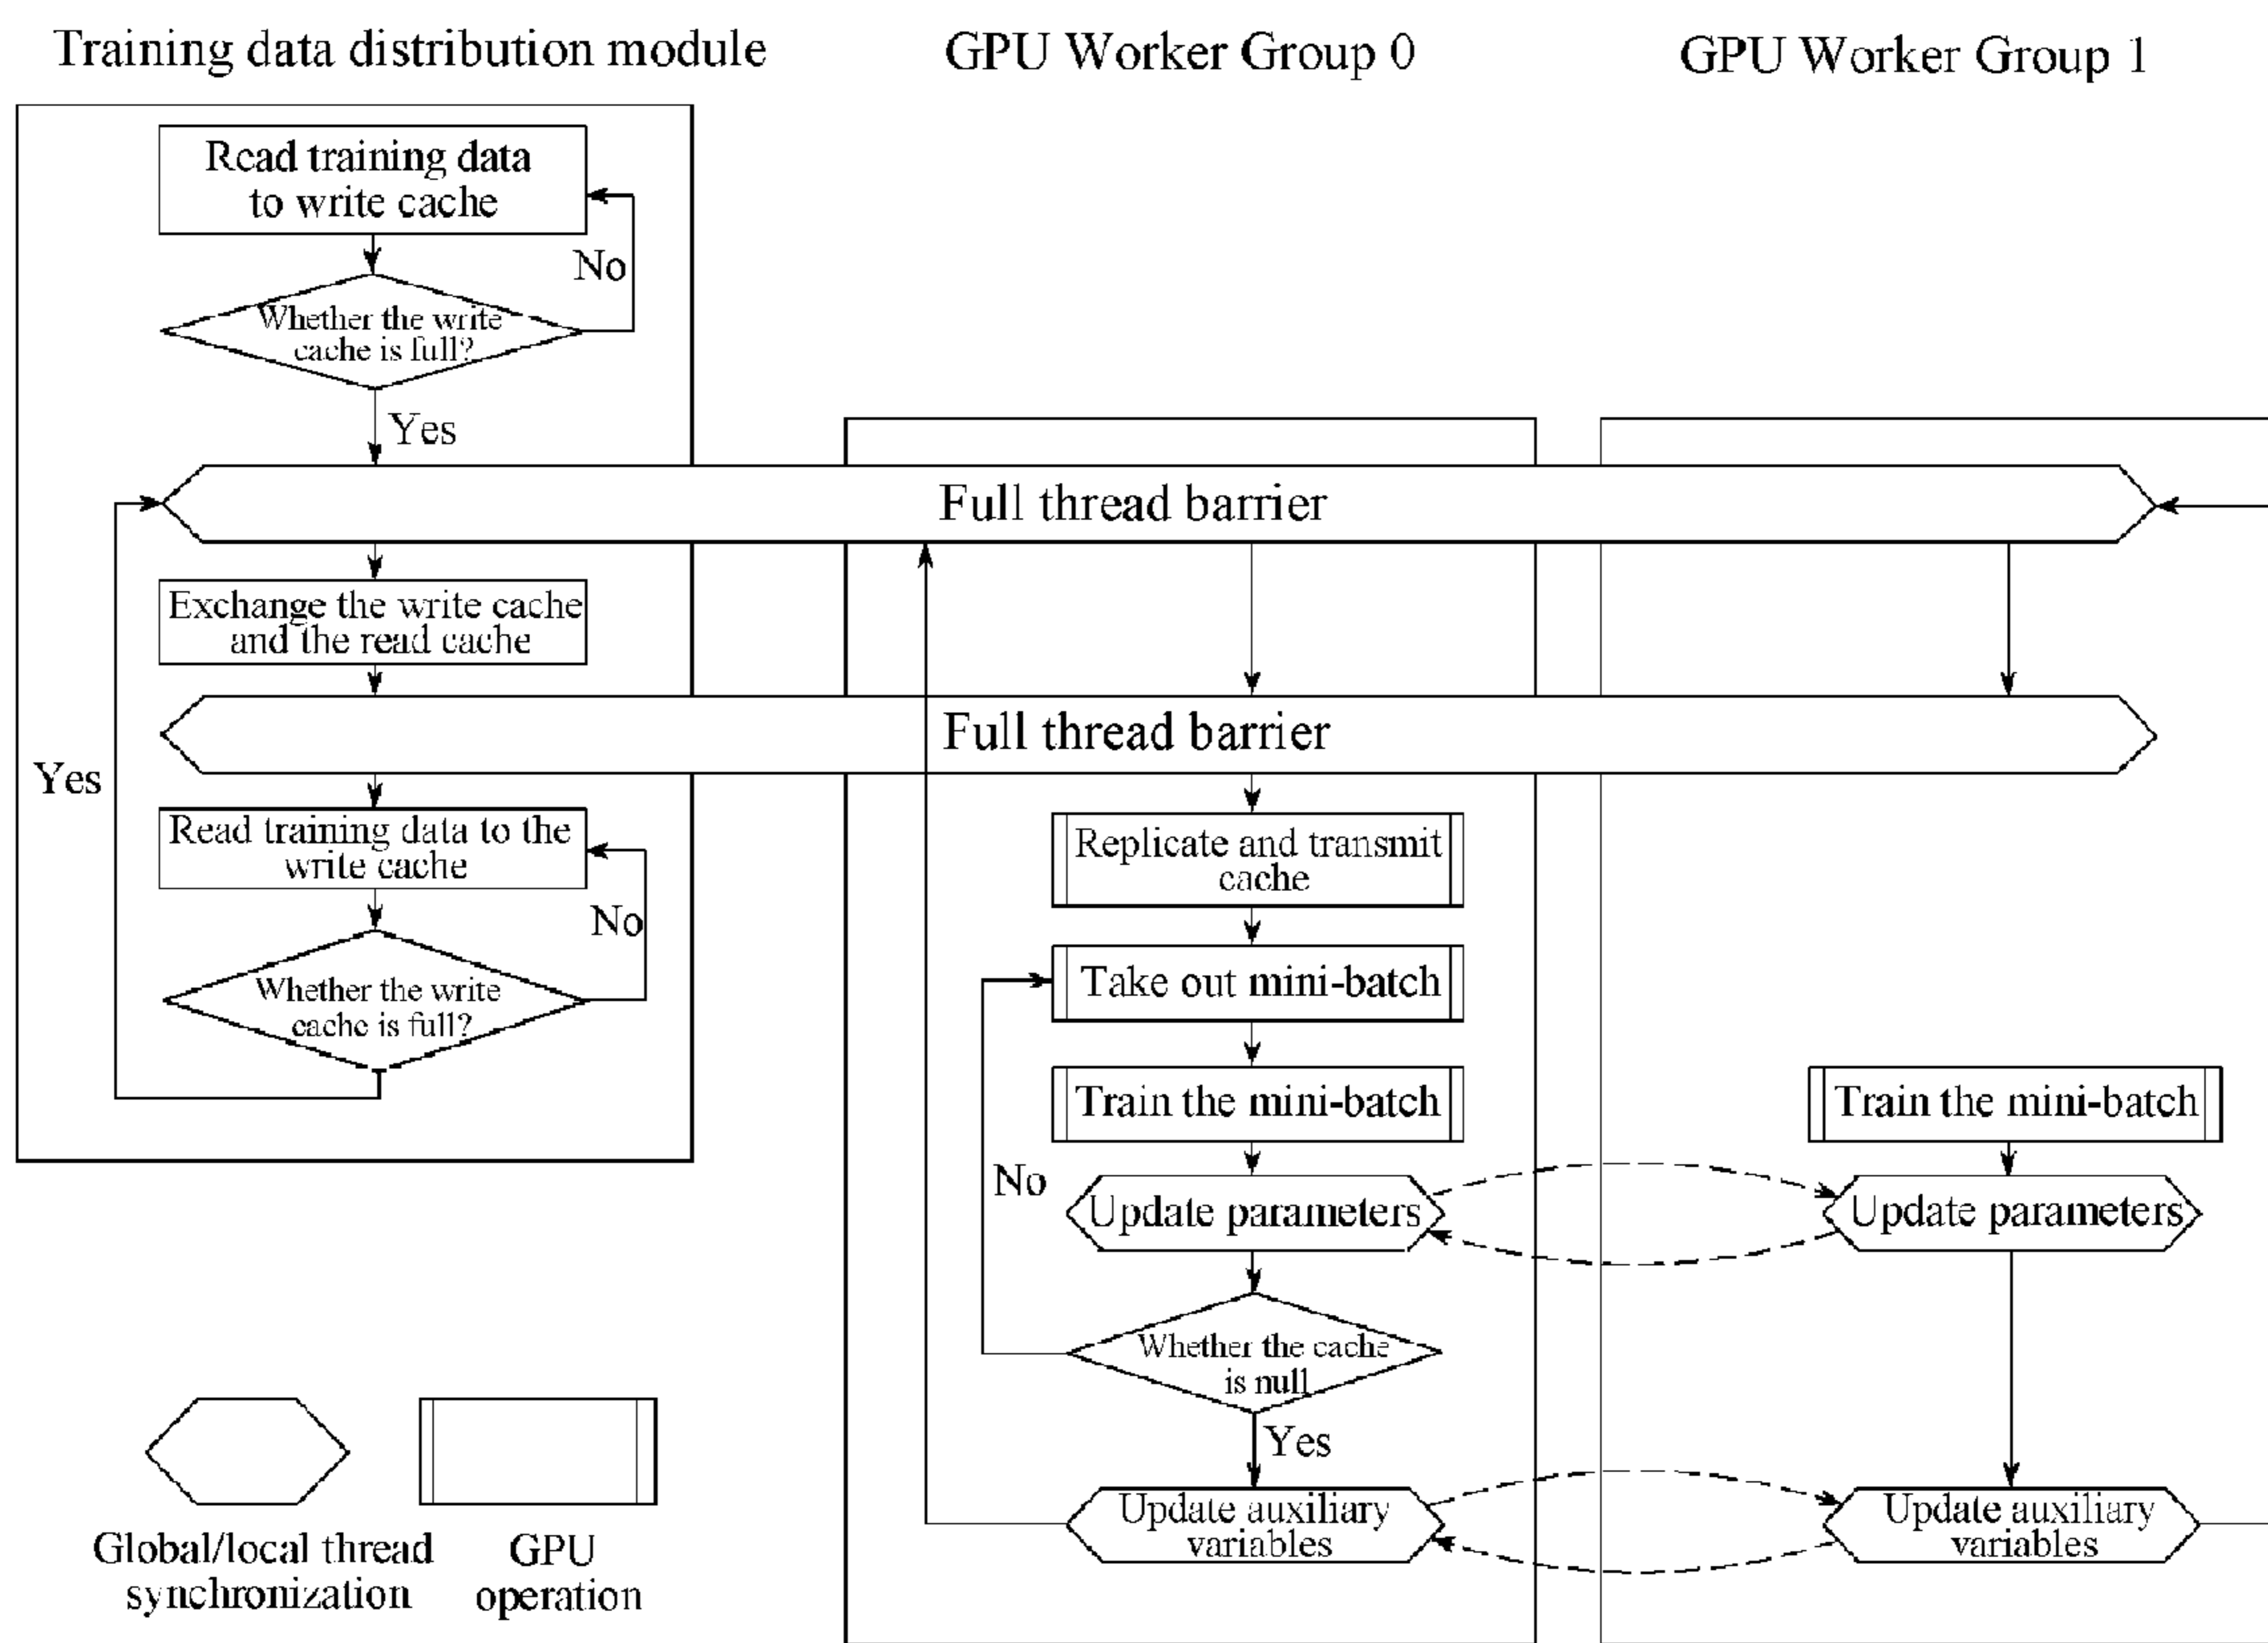 Training data distribution module
GPU Worker Group 0
GPU Worker Group 1
Read training data
to write cache
No
Whether the write
cache is full?
Yes
Full thread barrier
Exchange the write cache
and the read cache
Full thread barrier
Yes
Read training data to the
write cache
No
Whether the write
cache is full?
Replicate and transmit
cache
Take out mini-batch
Train the mini-batch
No
Update parameters
Whether the cache
is null
Yes
Update auxiliary
variables
Train the mini-batch
Update parameters
Update auxiliary
variables
Global/local thread
synchronization
GPU
operation